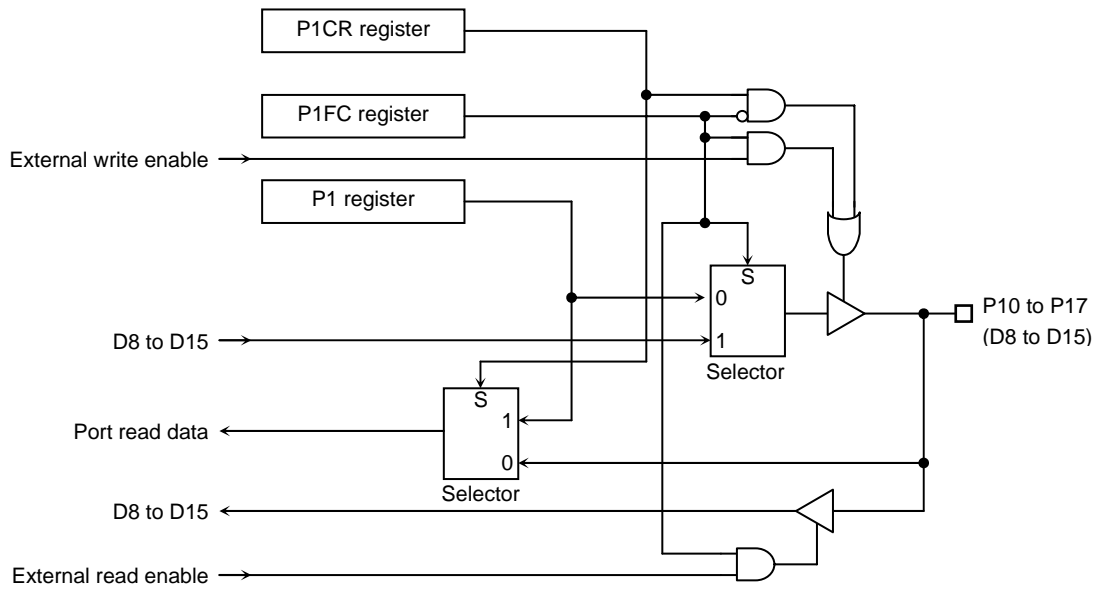 P1CR register
P1FC register
External write enable
P1 register
S
0
P10 to P17
(D8 to D15)
D8 to D15
1
Selector
S
1
Port read data
0
Selector
D8 to D15
External read enable